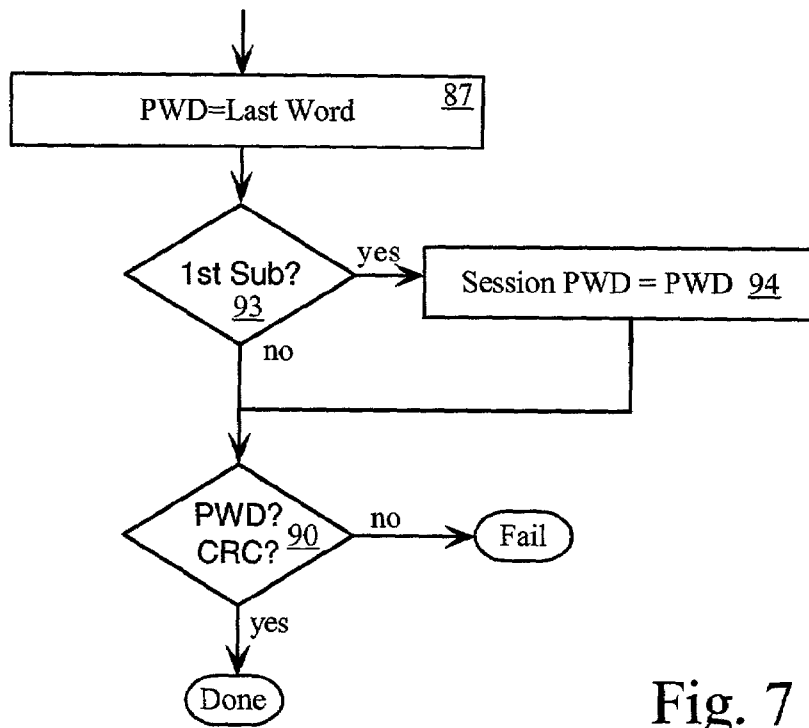 PWD=Last Word 87
1st Sub?
93
yes
Session PWD = PWD 94
no
PWD?
CRC? 90
no
Fail
yes
Done
Fig. 7